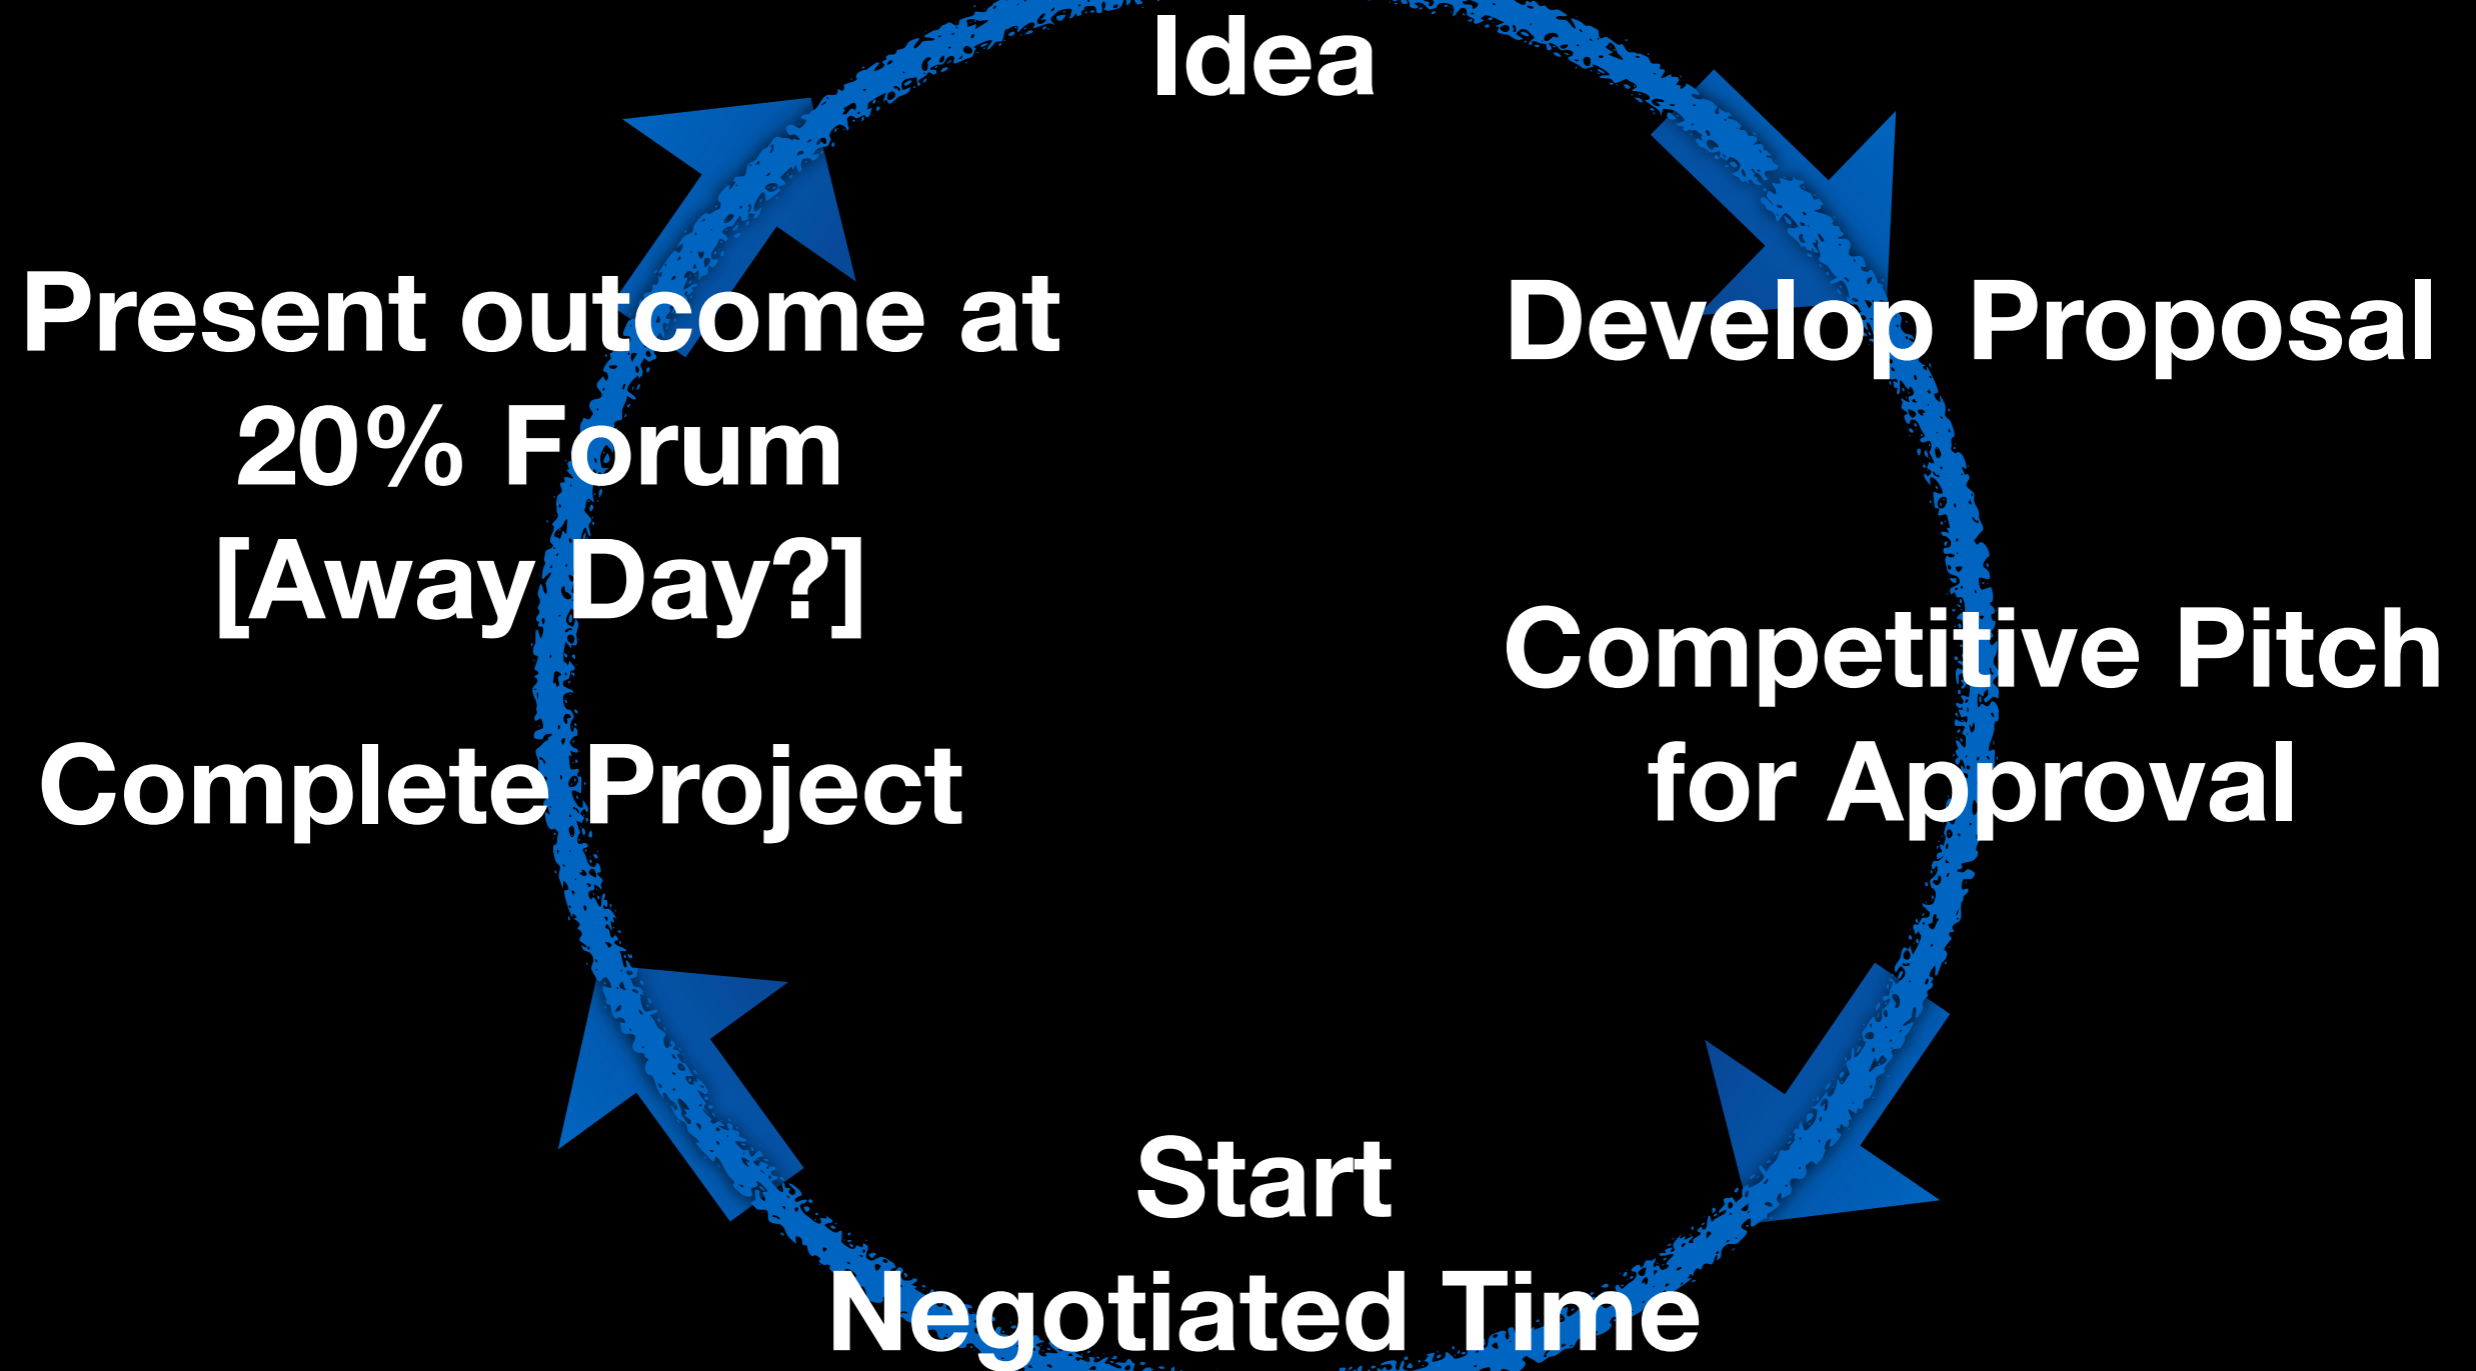 Idea
Develop Proposal
Competitive Pitch
for Approval
Start
Negotiated Time
Complete Project
Present outcome at
20% Forum
[Away Day?]